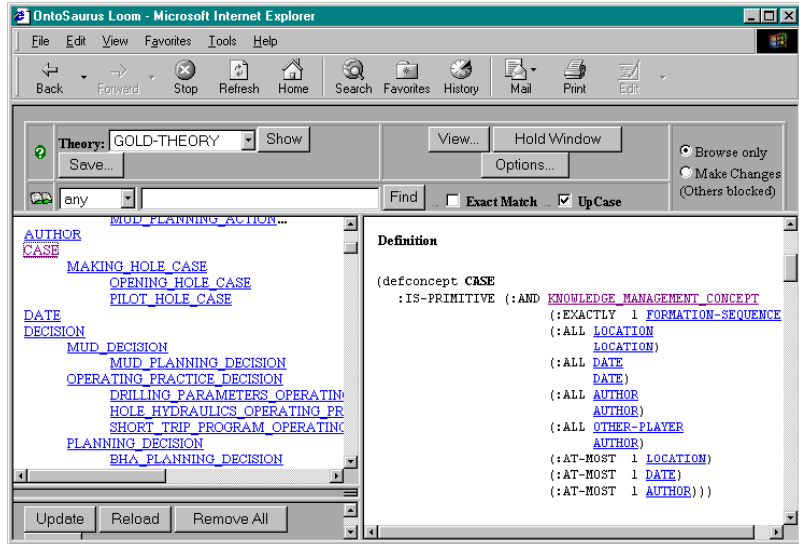 OntoSaurus Loom - Microsoft Internet Explorer
File Edit View Favorites Tools Help
Back Forward Stop Refresh Home Search Favorites History Mail Print Edit
Theory: GOLD-THEORY Show
Save...
View... Hold Window
Options...
Browse only
Make Changes
(Others blocked)
any Find ... Exact Match ... UpCase
MUD_PLANNING_ACTION...
AUTHOR
CASE
MAKING_HOLE_CASE
OPENING_HOLE_CASE
PILOT_HOLE_CASE
DATE
DECISION
MUD_DECISION
MUD_PLANNING_DECISION
OPERATING_PRACTICE_DECISION
DRILLING_PARAMETERS_OPERATIN
HOLE_HYDRAULICS_OPERATING_PR
SHORT_TRIP_PROGRAM_OPERATING
PLANNING_DECISION
BHA_PLANNING_DECISION
Update Reload Remove All
Definition
(defconcept CASE
:IS-PRIMITIVE (:AND KNOWLEDGE_MANAGEMENT_CONCEPT
(:EXACTLY 1 FORMATION-SEQUENCE
(:ALL LOCATION
LOCATION)
(:ALL DATE
DATE)
(:ALL AUTHOR
AUTHOR)
(:ALL OTHER-PLAYER
AUTHOR)
(:AT-MOST 1 LOCATION)
(:AT-MOST 1 DATE)
(:AT-MOST 1 AUTHOR)))